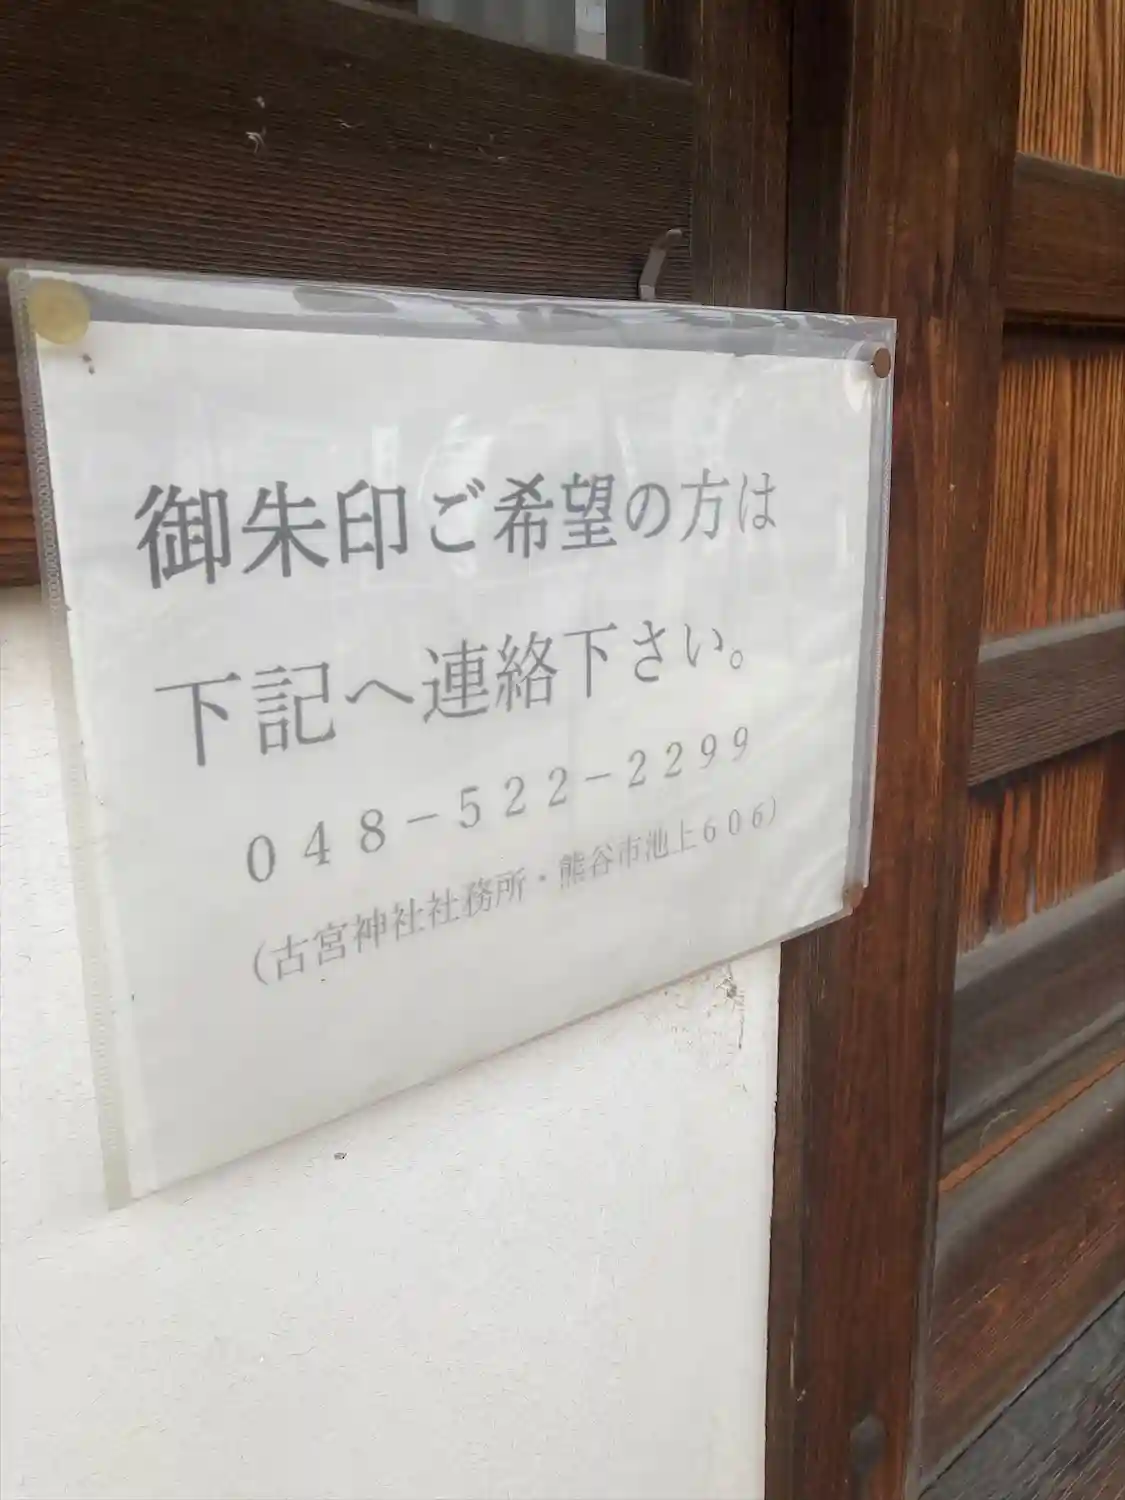 御朱印ご希望の方は
下記へ連絡下さい。
048-522-2299
(古宮神社社務所・熊谷市池上606)